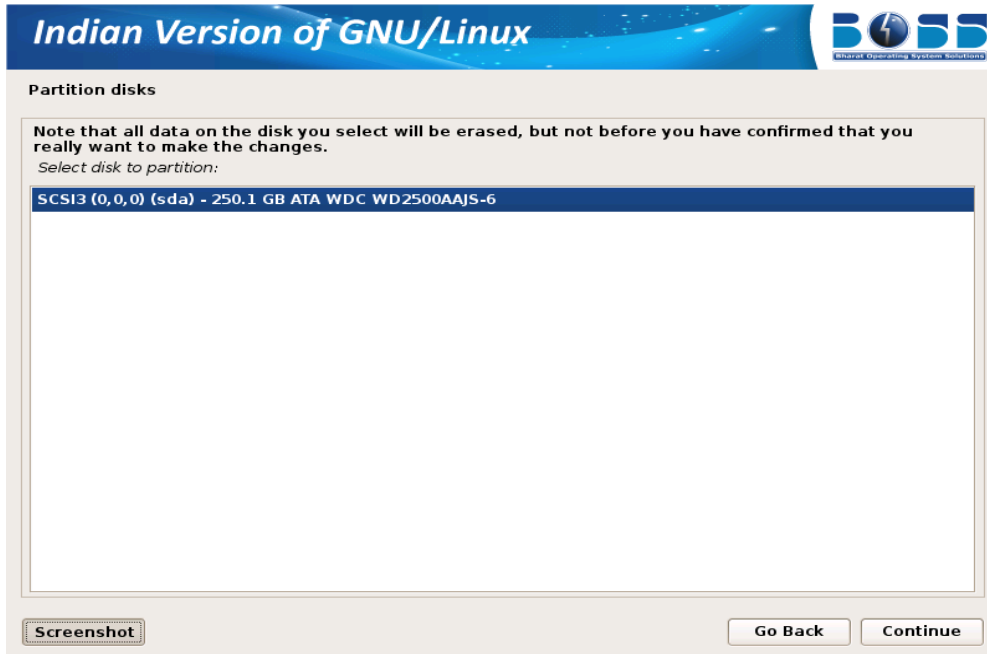 Indian Version of GNU/Linux
BOSS
Bharat Operating System Solutions
Partition disks
Note that all data on the disk you select will be erased, but not before you have confirmed that you
really want to make the changes.
Select disk to partition:
SCSI3 (0,0,0) (sda) - 250.1 GB ATA WDC WD2500AAJS-6
Screenshot
Go Back
Continue